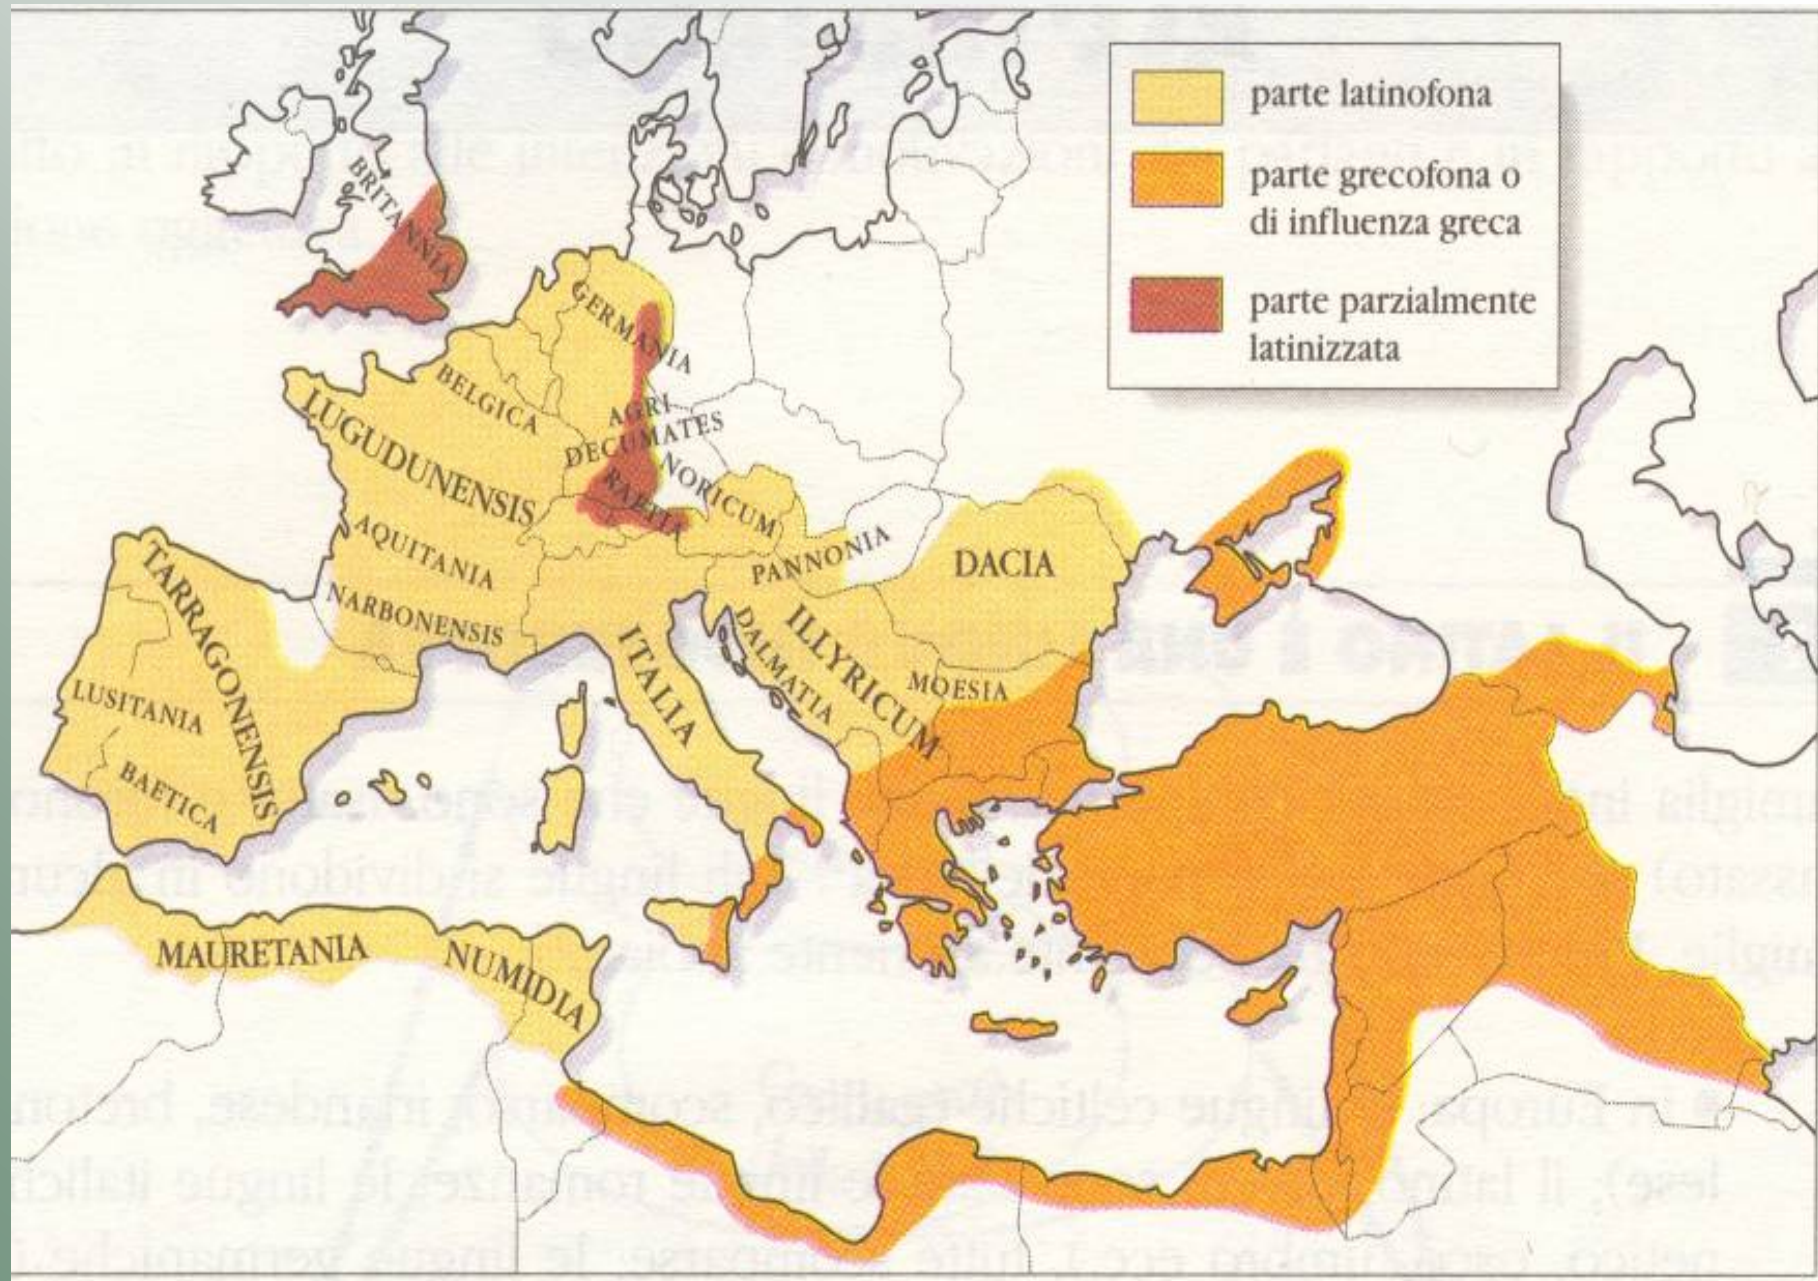 parte latinofona
parte grecofona o
di influenza greca
parte parzialmente
latinizzata
BRITANNIA
GERMANIA
BELGICA
AGRI
DECUMATES
LUGUDUNENSIS
RAETIA
NORICUM
AQUITANIA
PANNONIA
DACIA
NARBONENSIS
TARRAGONENSIS
ITALIA
DALMATIA
ILLYRICUM
MOESIA
LUSITANIA
BAETICA
MAURETANIA
NUMIDIA